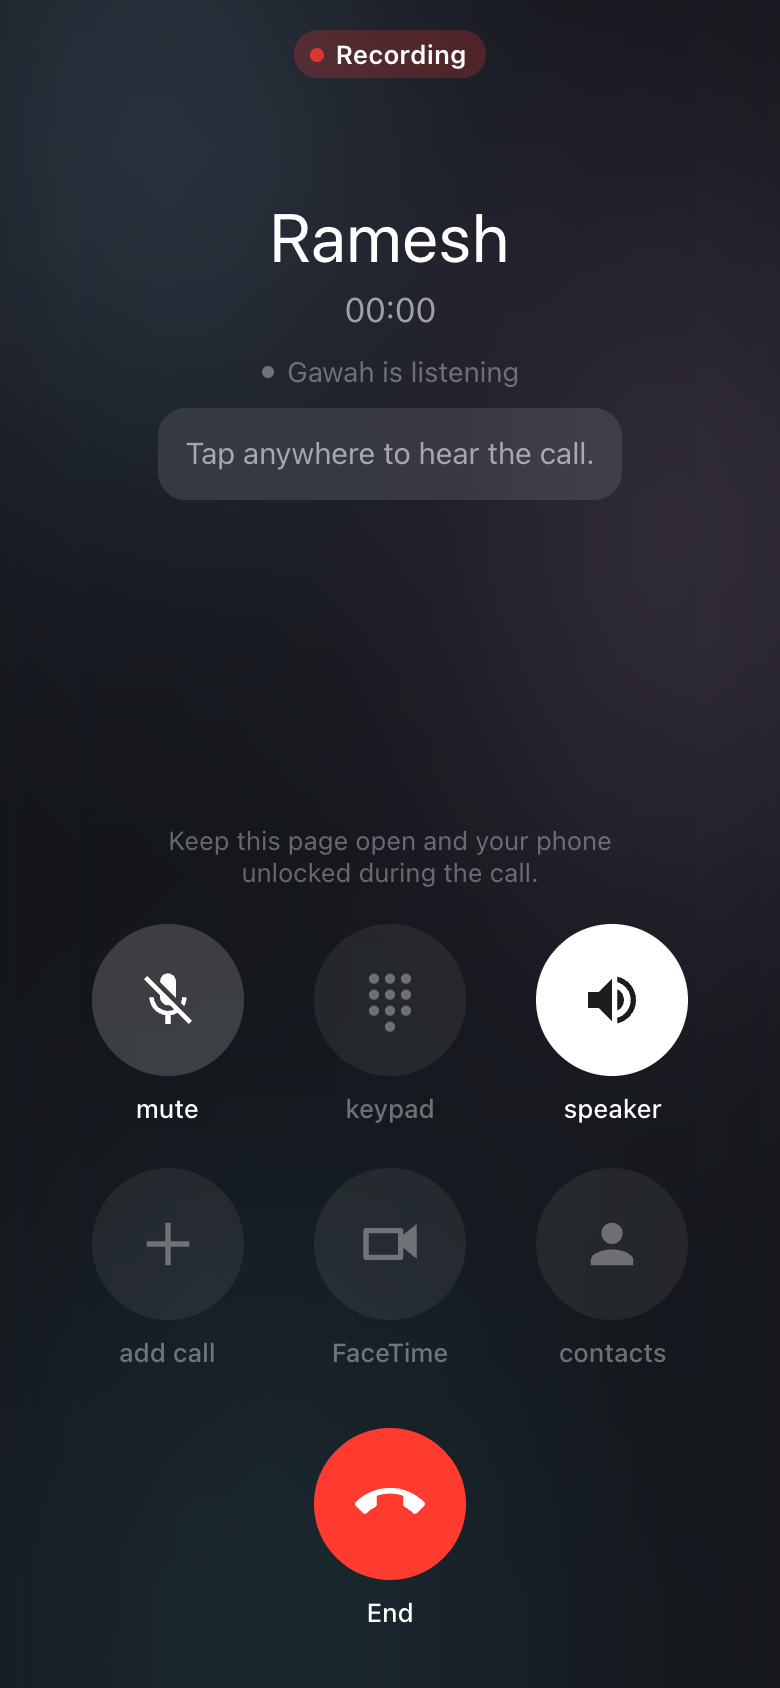 Recording
Ramesh
00:00
Gawah is listening
Tap anywhere to hear the call.
Keep this page open and your phone
unlocked during the call.
mute
keypad
speaker
add call
FaceTime
contacts
End